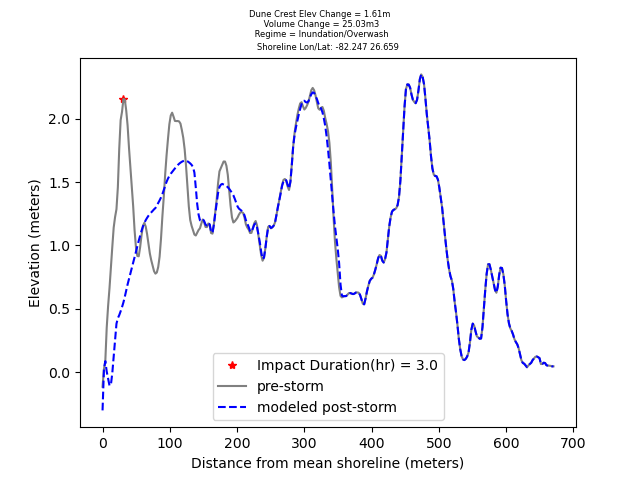 Dune Crest Elev Change = 1.61m
Volume Change = 25.03m3
Regime = Inundation/Overwash
Shoreline Lon/Lat: -82.247 26.659
Elevation (meters)
2.0
1.5
1.0
0.5
0.0
Impact Duration(hr) = 3.0
pre-storm
modeled post-storm
0 100 200 300 400 500 600 700
Distance from mean shoreline (meters)